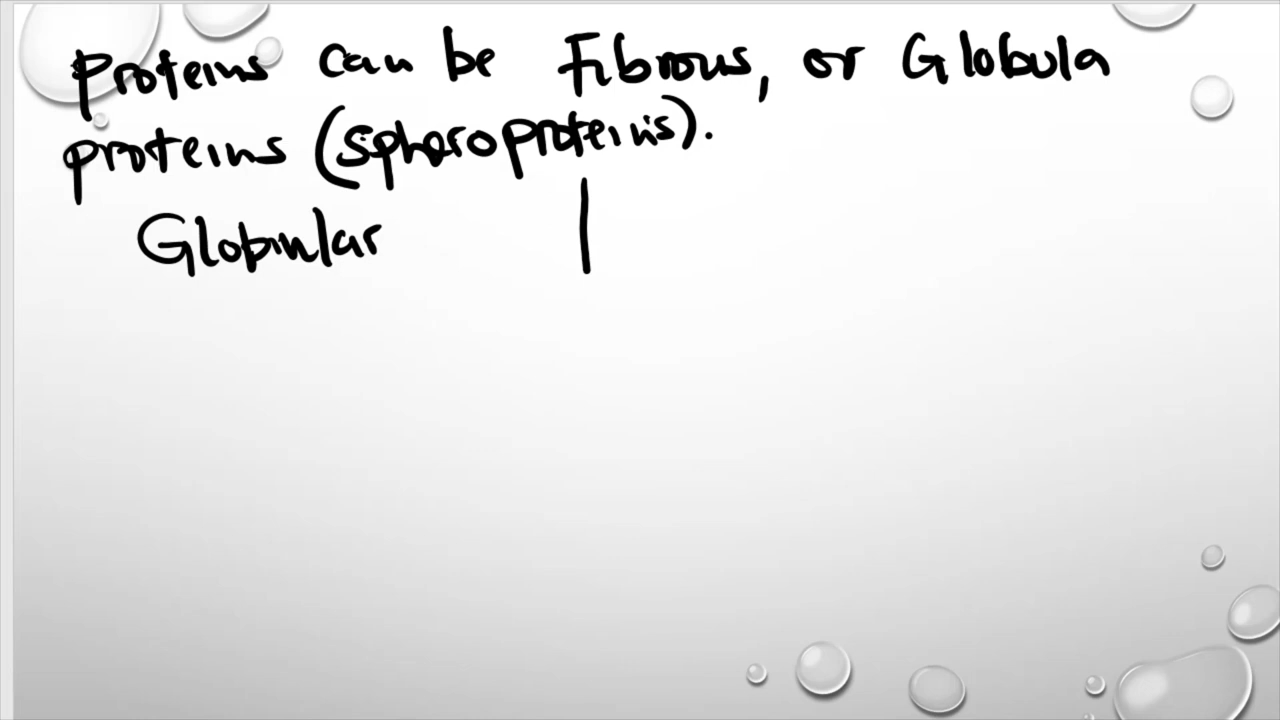 Proteins can be Fibrous, or Globula
proteins (spheroproteins).
Globular